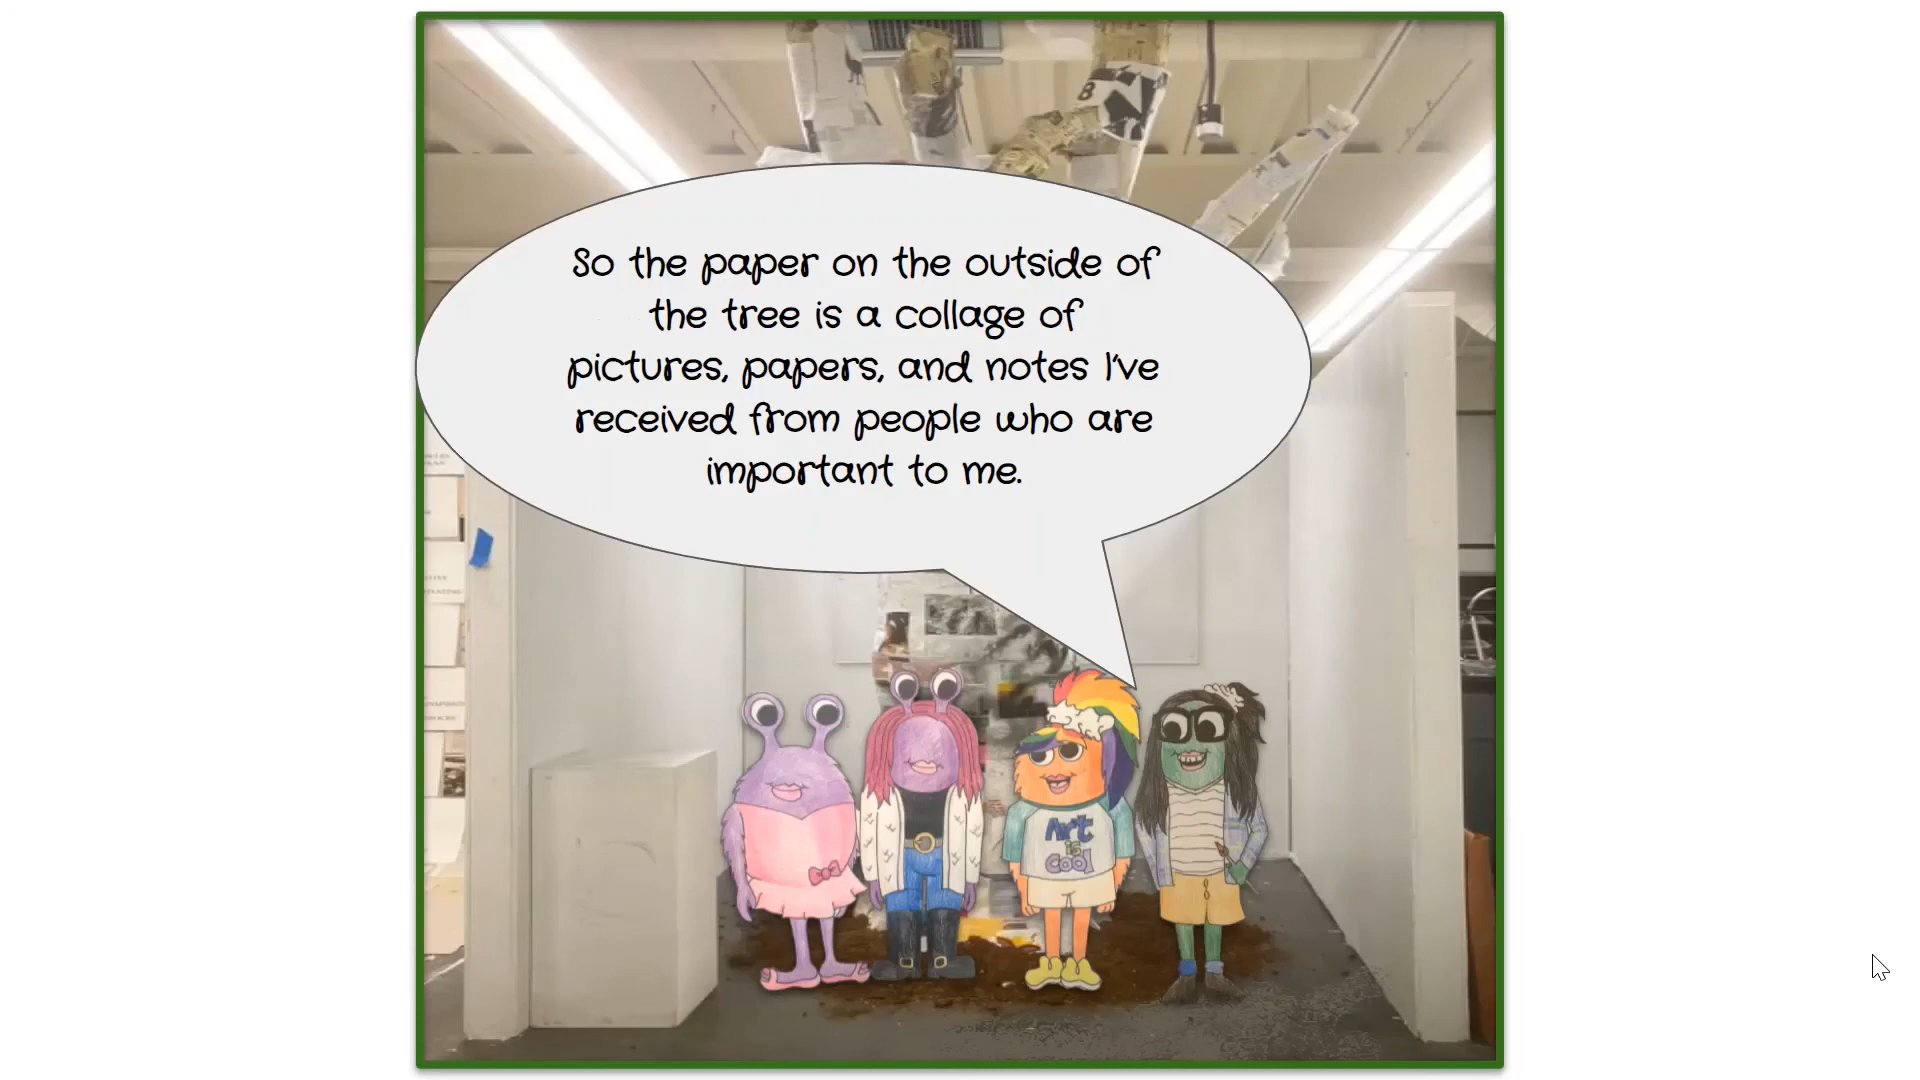 So the paper on the outside of
the tree is a collage of
pictures, papers, and notes I've
received from people who are
important to me.
B
Art
is
Cool